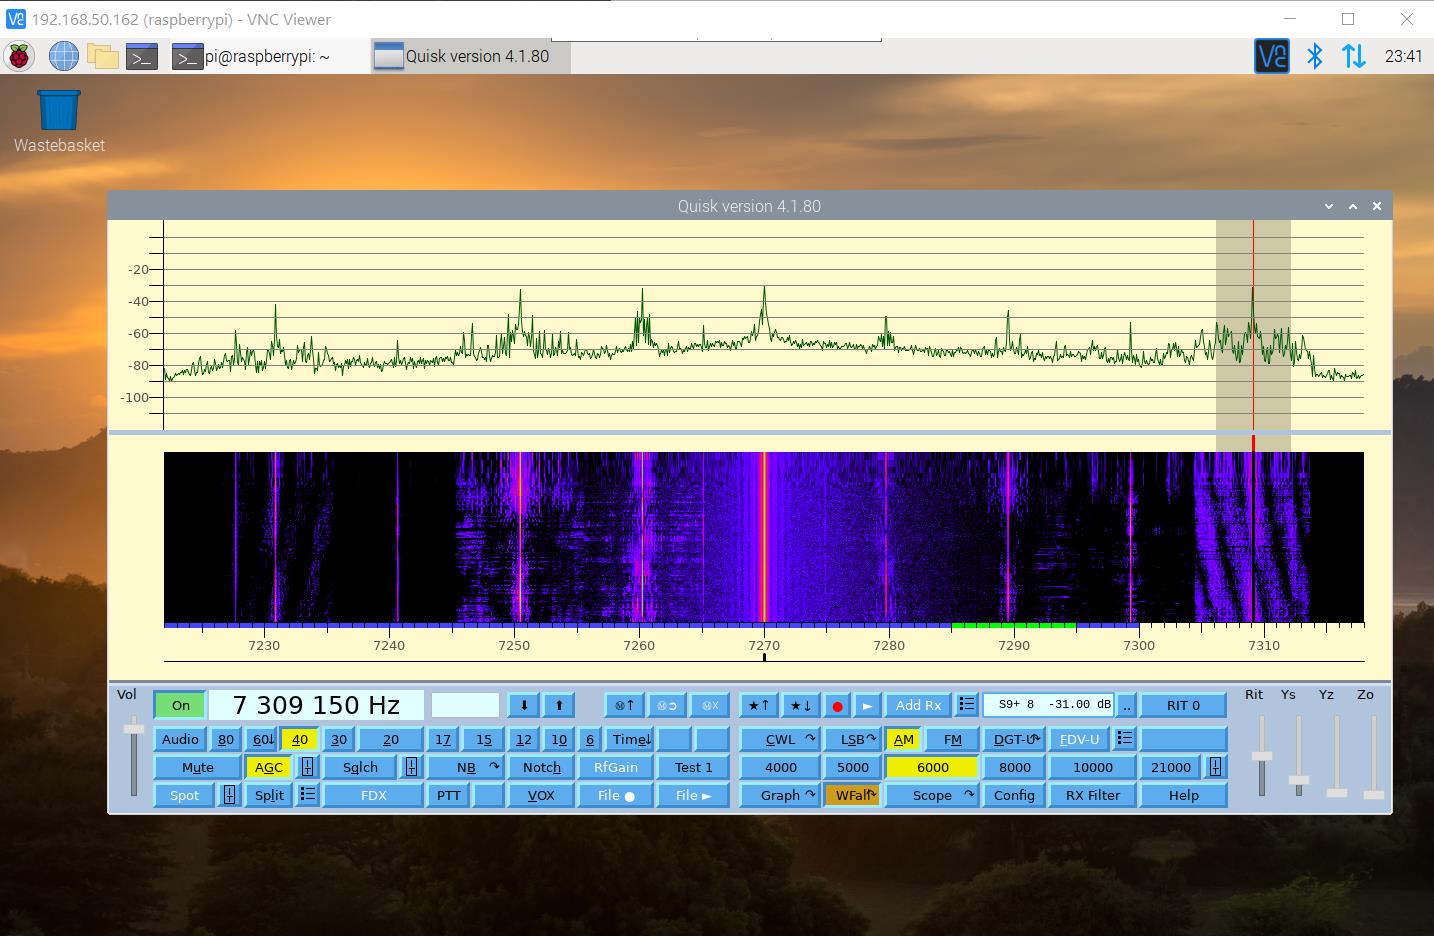 192.168.50.162 (raspberrypi) - VNC Viewer
pi@raspberrypi: ~ Quisk version 4.1.80 23:41
Wastebasket
Quisk version 4.1.80
-20
-40
-60
-80
-100
7230 7240 7250 7260 7270 7280 7290 7300 7310
Vol On 7 309 150 Hz ⬇ ⬆ Ⓜ↑ Ⓜ➲ Ⓜ☓ ★↑ ★↓ ● ► Add Rx S9+ 8 -31.00 dB .. RIT 0 Rit Ys Yz Zo
Audio 80 60 40 30 20 17 15 12 10 6 Time CWL LSB AM FM DGT-U FDV-U
Mute AGC Sqlch NB Notch RfGain Test 1 4000 5000 6000 8000 10000 21000
Spot Split FDX PTT VOX File ● File ► Graph WFall Scope Config RX Filter Help